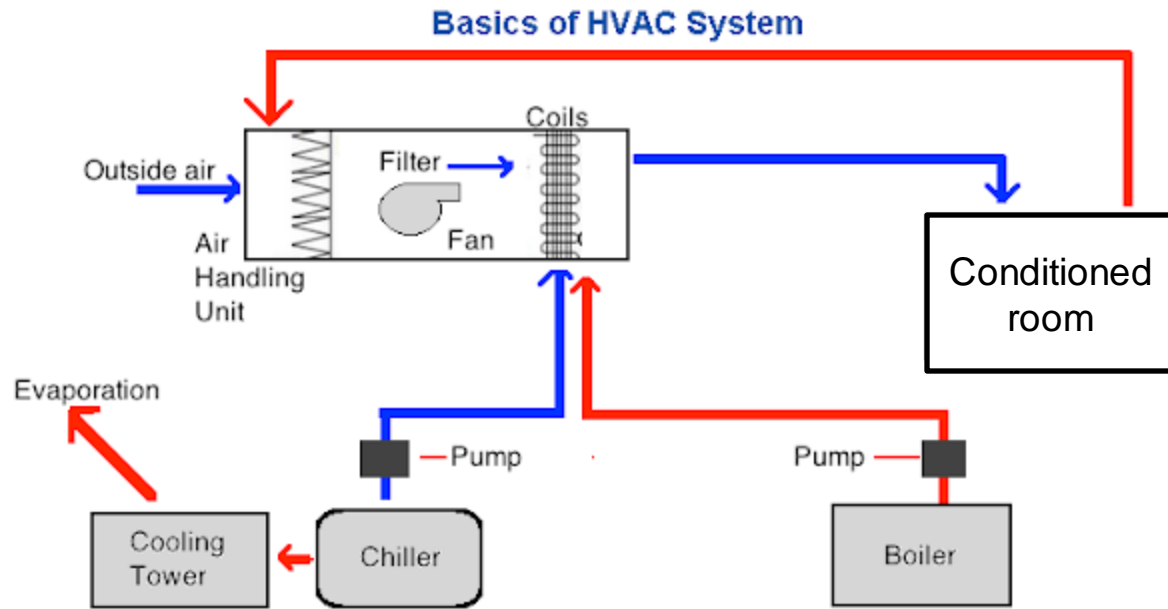 Basics of HVAC System
Coils
Outside air
Filter
Fan
Air
Handling
Unit
Conditioned
room
Evaporation
Pump
Pump
Cooling
Tower
Chiller
Boiler